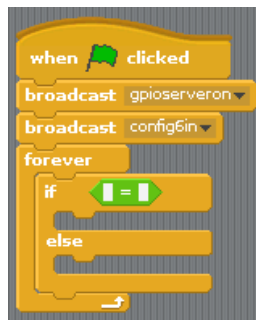 when clicked
broadcast gpioserveron
broadcast config6in
forever
if =
else